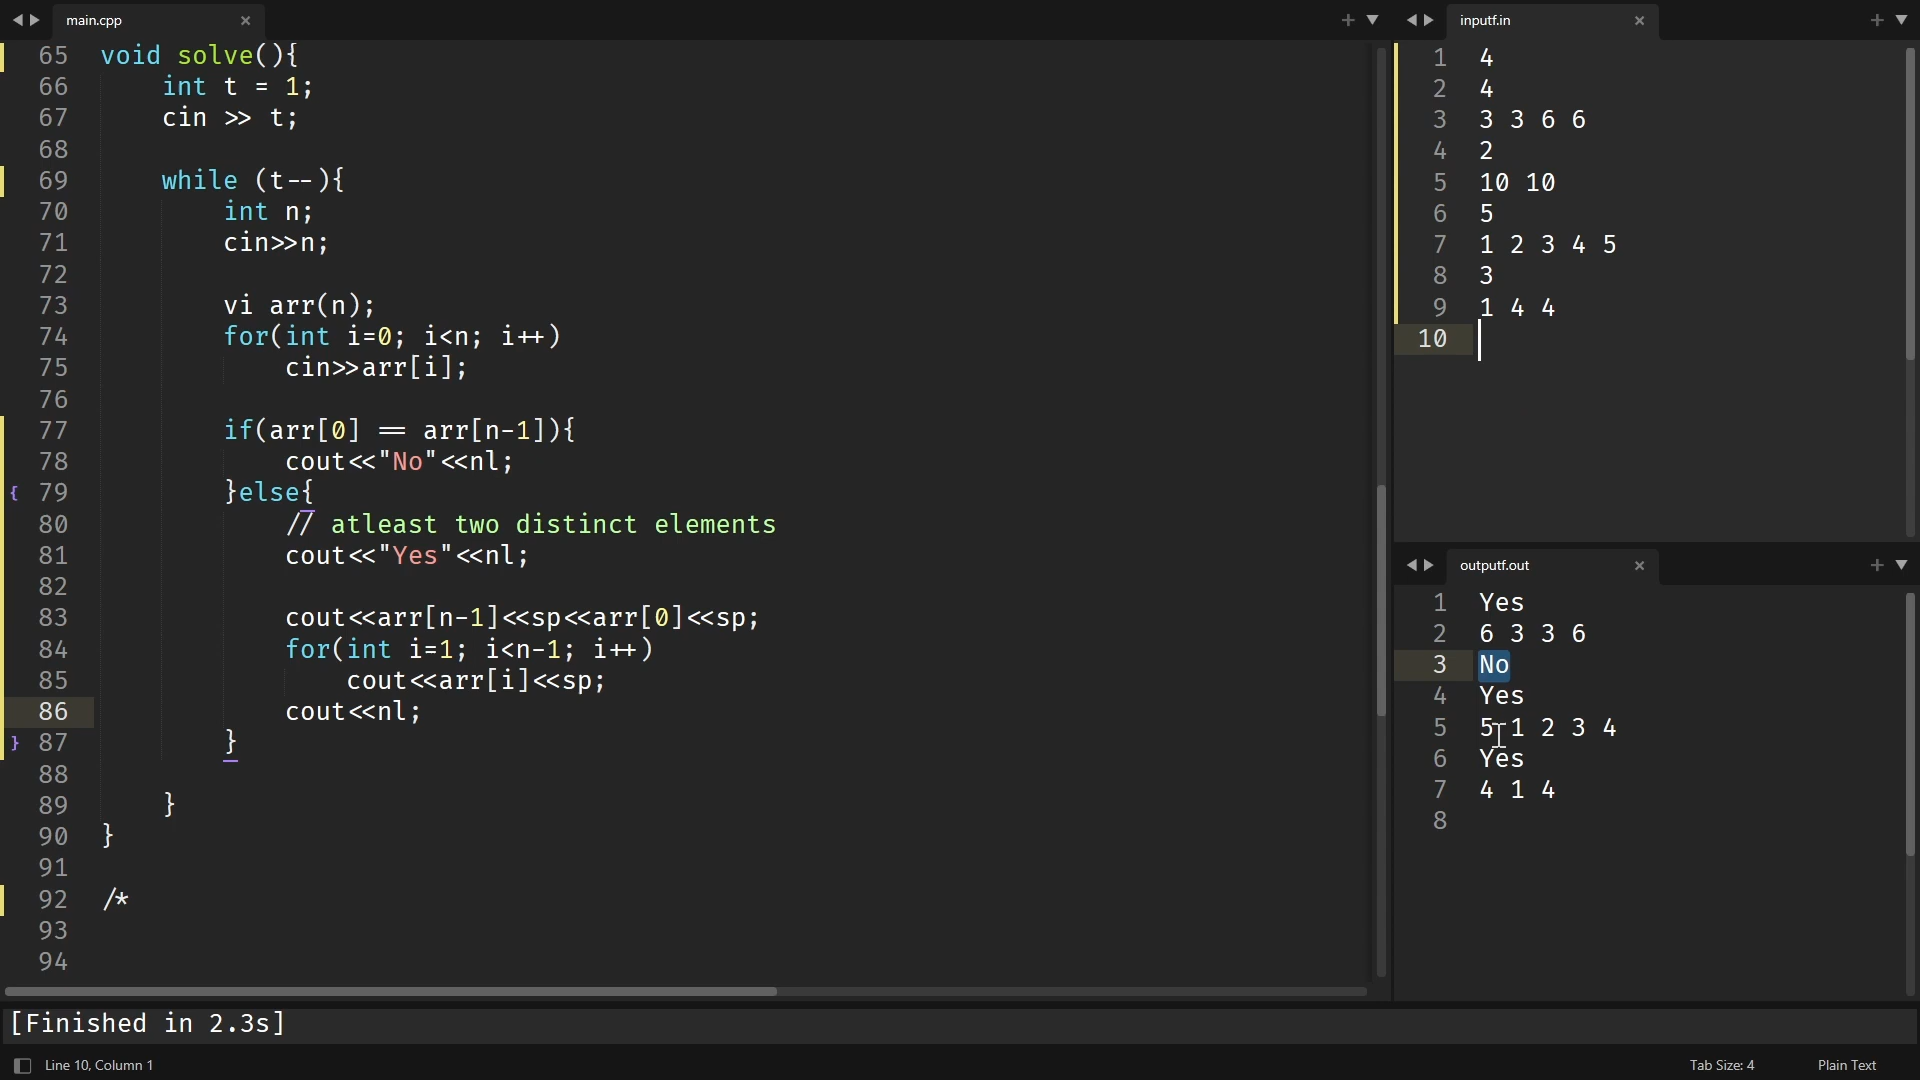 main.cpp
65 void solve(){
66 int t = 1;
67 cin >> t;
68
69 while (t--){
70 int n;
71 cin>>n;
72
73 vi arr(n);
74 for(int i=0; i<n; i++)
75 cin>>arr[i];
76
77 if(arr[0] == arr[n-1]){
78 cout<<"No"<<nl;
{ 79 }else{
80 // atleast two distinct elements
81 cout<<"Yes"<<nl;
82
83 cout<<arr[n-1]<<sp<<arr[0]<<sp;
84 for(int i=1; i<n-1; i++)
85 cout<<arr[i]<<sp;
86 cout<<nl;
} 87 }
88
89 }
90 }
91
92 /*
93
94
inputf.in
1 4
2 4
3 3 3 6 6
4 2
5 10 10
6 5
7 1 2 3 4 5
8 3
9 1 4 4
10
outputf.out
1 Yes
2 6 3 3 6
3 No
4 Yes
5 5 1 2 3 4
6 Yes
7 4 1 4
8
[Finished in 2.3s]
Line 10, Column 1
Tab Size: 4
Plain Text